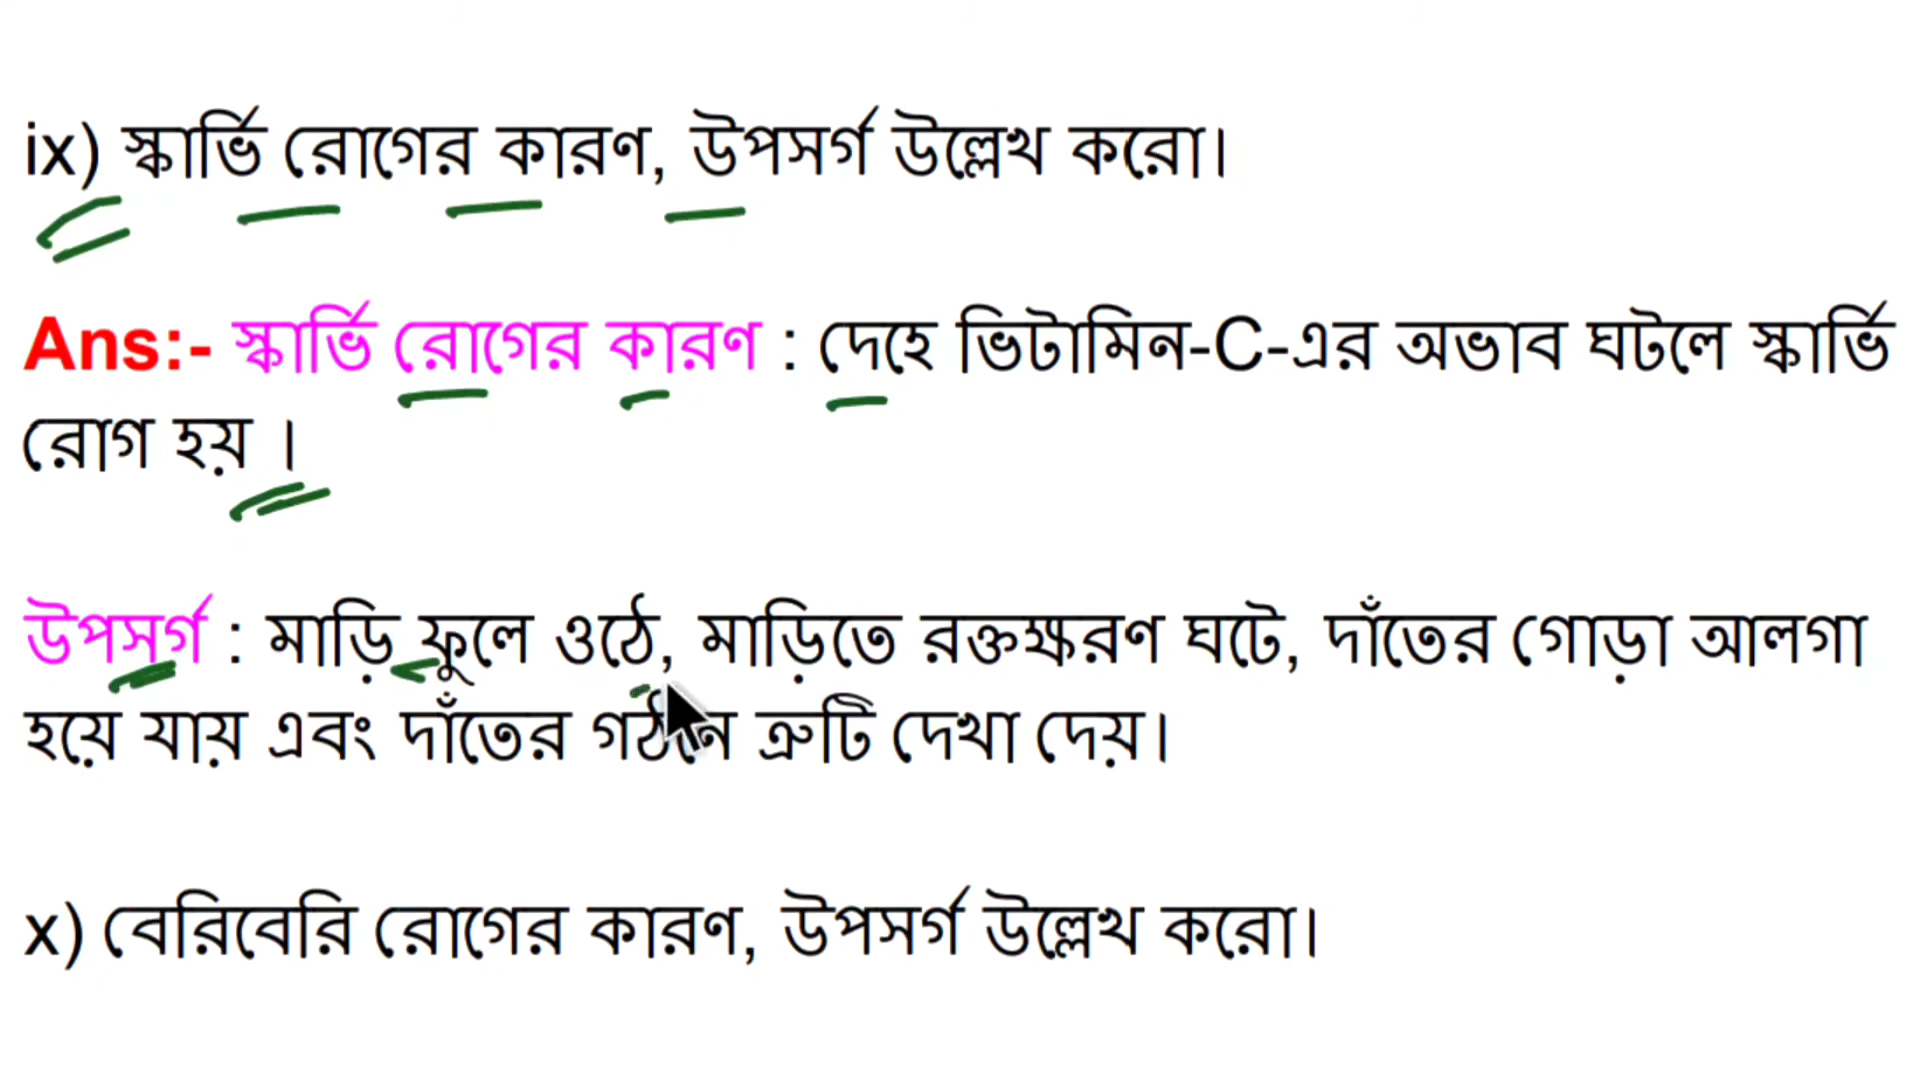 ix) স্কার্ভি রোগের কারণ, উপসর্গ উল্লেখ করো।
Ans:- স্কার্ভি রোগের কারণ : দেহে ভিটামিন-C-এর অভাব ঘটলে স্কার্ভি
রোগ হয় ।
উপসর্গ : মাড়ি ফুলে ওঠে, মাড়িতে রক্তক্ষরণ ঘটে, দাঁতের গোড়া আলগা
হয়ে যায় এবং দাঁতের গঠনে ত্রুটি দেখা দেয়।
x) বেরিবেরি রোগের কারণ, উপসর্গ উল্লেখ করো।